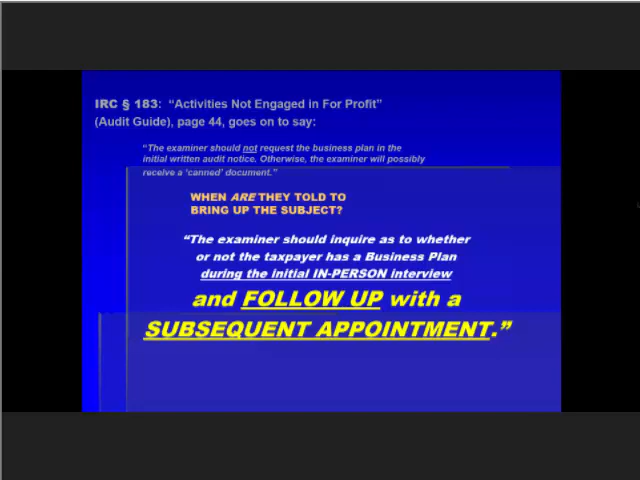 IRC § 183: “Activities Not Engaged in For Profit”
(Audit Guide), page 44, goes on to say:
“The examiner should not request the business plan in the
initial written audit notice. Otherwise, the examiner will possibly
receive a ‘canned’ document.”
WHEN ARE THEY TOLD TO
BRING UP THE SUBJECT?
“The examiner should inquire as to whether
or not the taxpayer has a Business Plan
during the initial IN-PERSON interview
and FOLLOW UP with a
SUBSEQUENT APPOINTMENT.”